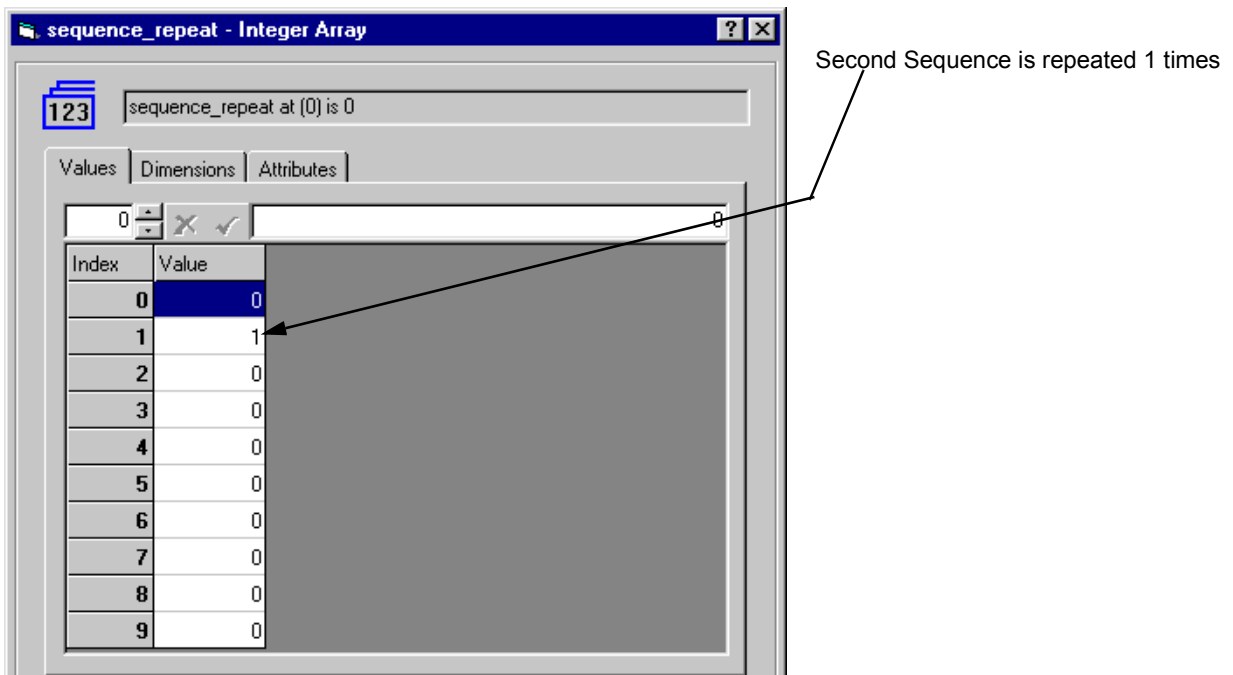 sequence_repeat - Integer Array
? X
Second Sequence is repeated 1 times
123
sequence_repeat at (0) is 0
Values Dimensions Attributes
0 0
Index Value
0 0
1 1
2 0
3 0
4 0
5 0
6 0
7 0
8 0
9 0